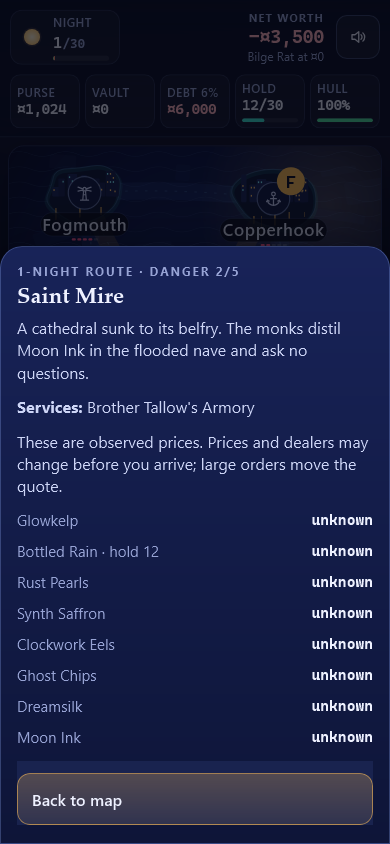 NIGHT
1/30
NET WORTH
−¤3,500
Bilge Rat at ¤0
PURSE
¤1,024
VAULT
¤0
DEBT 6%
¤6,000
HOLD
12/30
HULL
100%
F
Fogmouth
Copperhook
1-NIGHT ROUTE · DANGER 2/5
Saint Mire
A cathedral sunk to its belfry. The monks distil
Moon Ink in the flooded nave and ask no
questions.
Services: Brother Tallow's Armory
These are observed prices. Prices and dealers may
change before you arrive; large orders move the
quote.
Glowkelp unknown
Bottled Rain · hold 12 unknown
Rust Pearls unknown
Synth Saffron unknown
Clockwork Eels unknown
Ghost Chips unknown
Dreamsilk unknown
Moon Ink unknown
Back to map